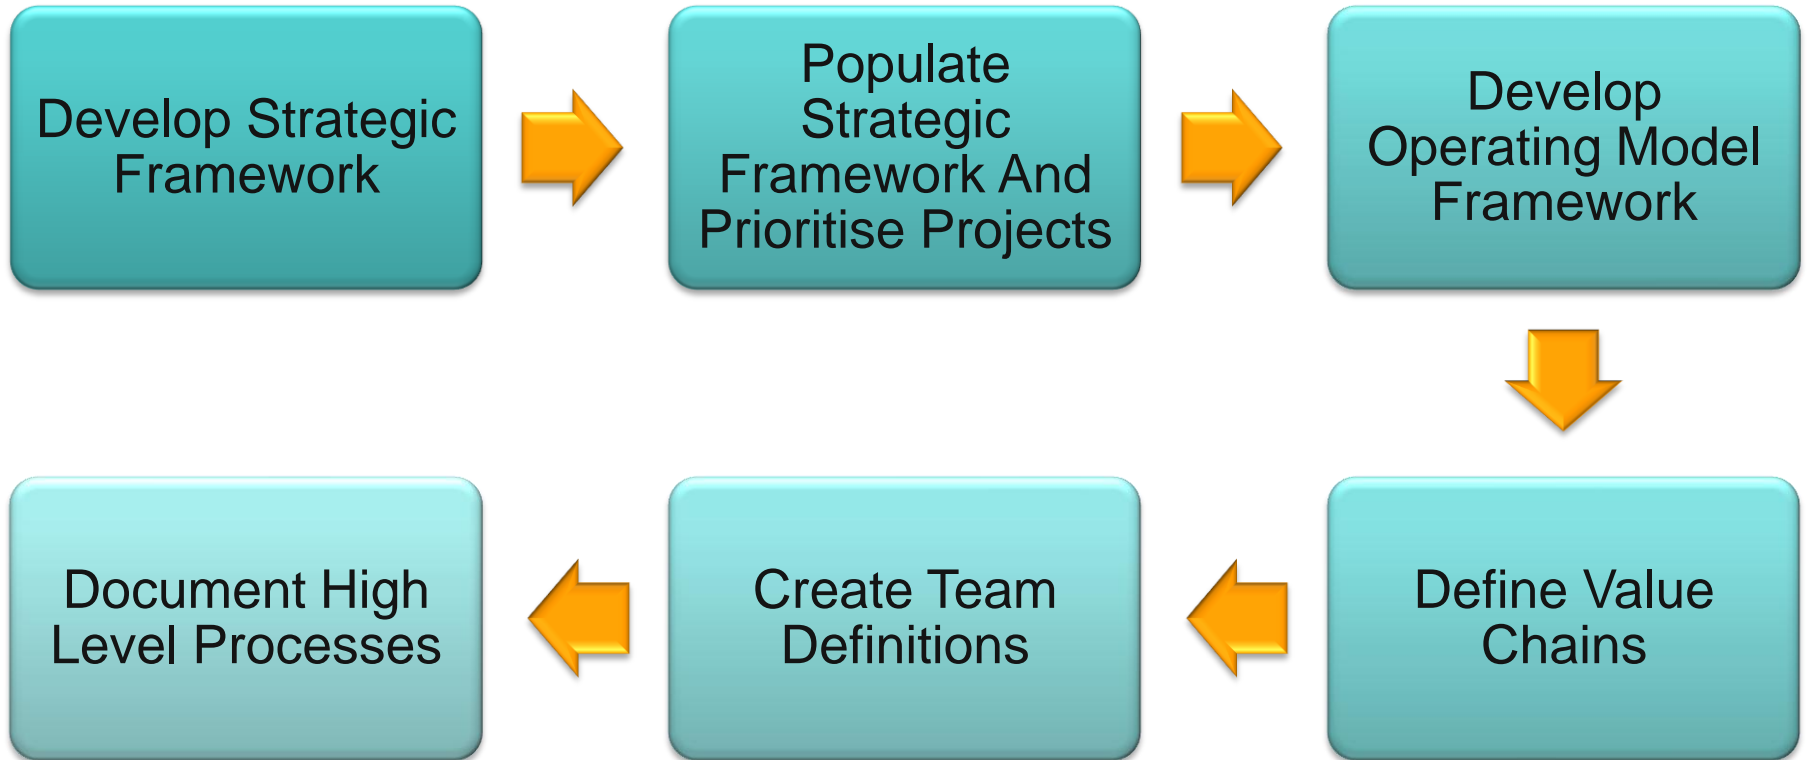 Develop Strategic
Framework
Populate
Strategic
Framework And
Prioritise Projects
Develop
Operating Model
Framework
Define Value
Chains
Create Team
Definitions
Document High
Level Processes